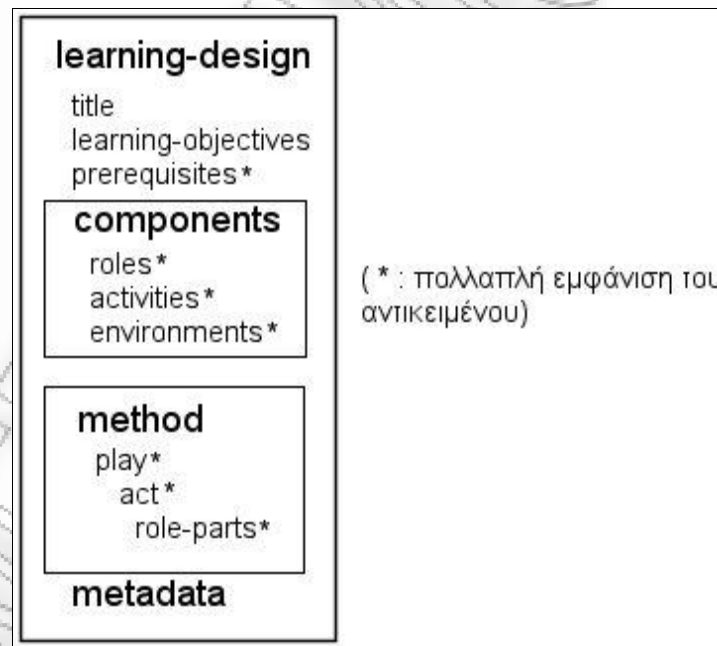 learning-design
title
learning-objectives
prerequisites*
components
roles*
activities*
environments*
( * : πολλαπλή εμφάνιση του
αντικειμένου)
method
play*
act*
role-parts*
metadata